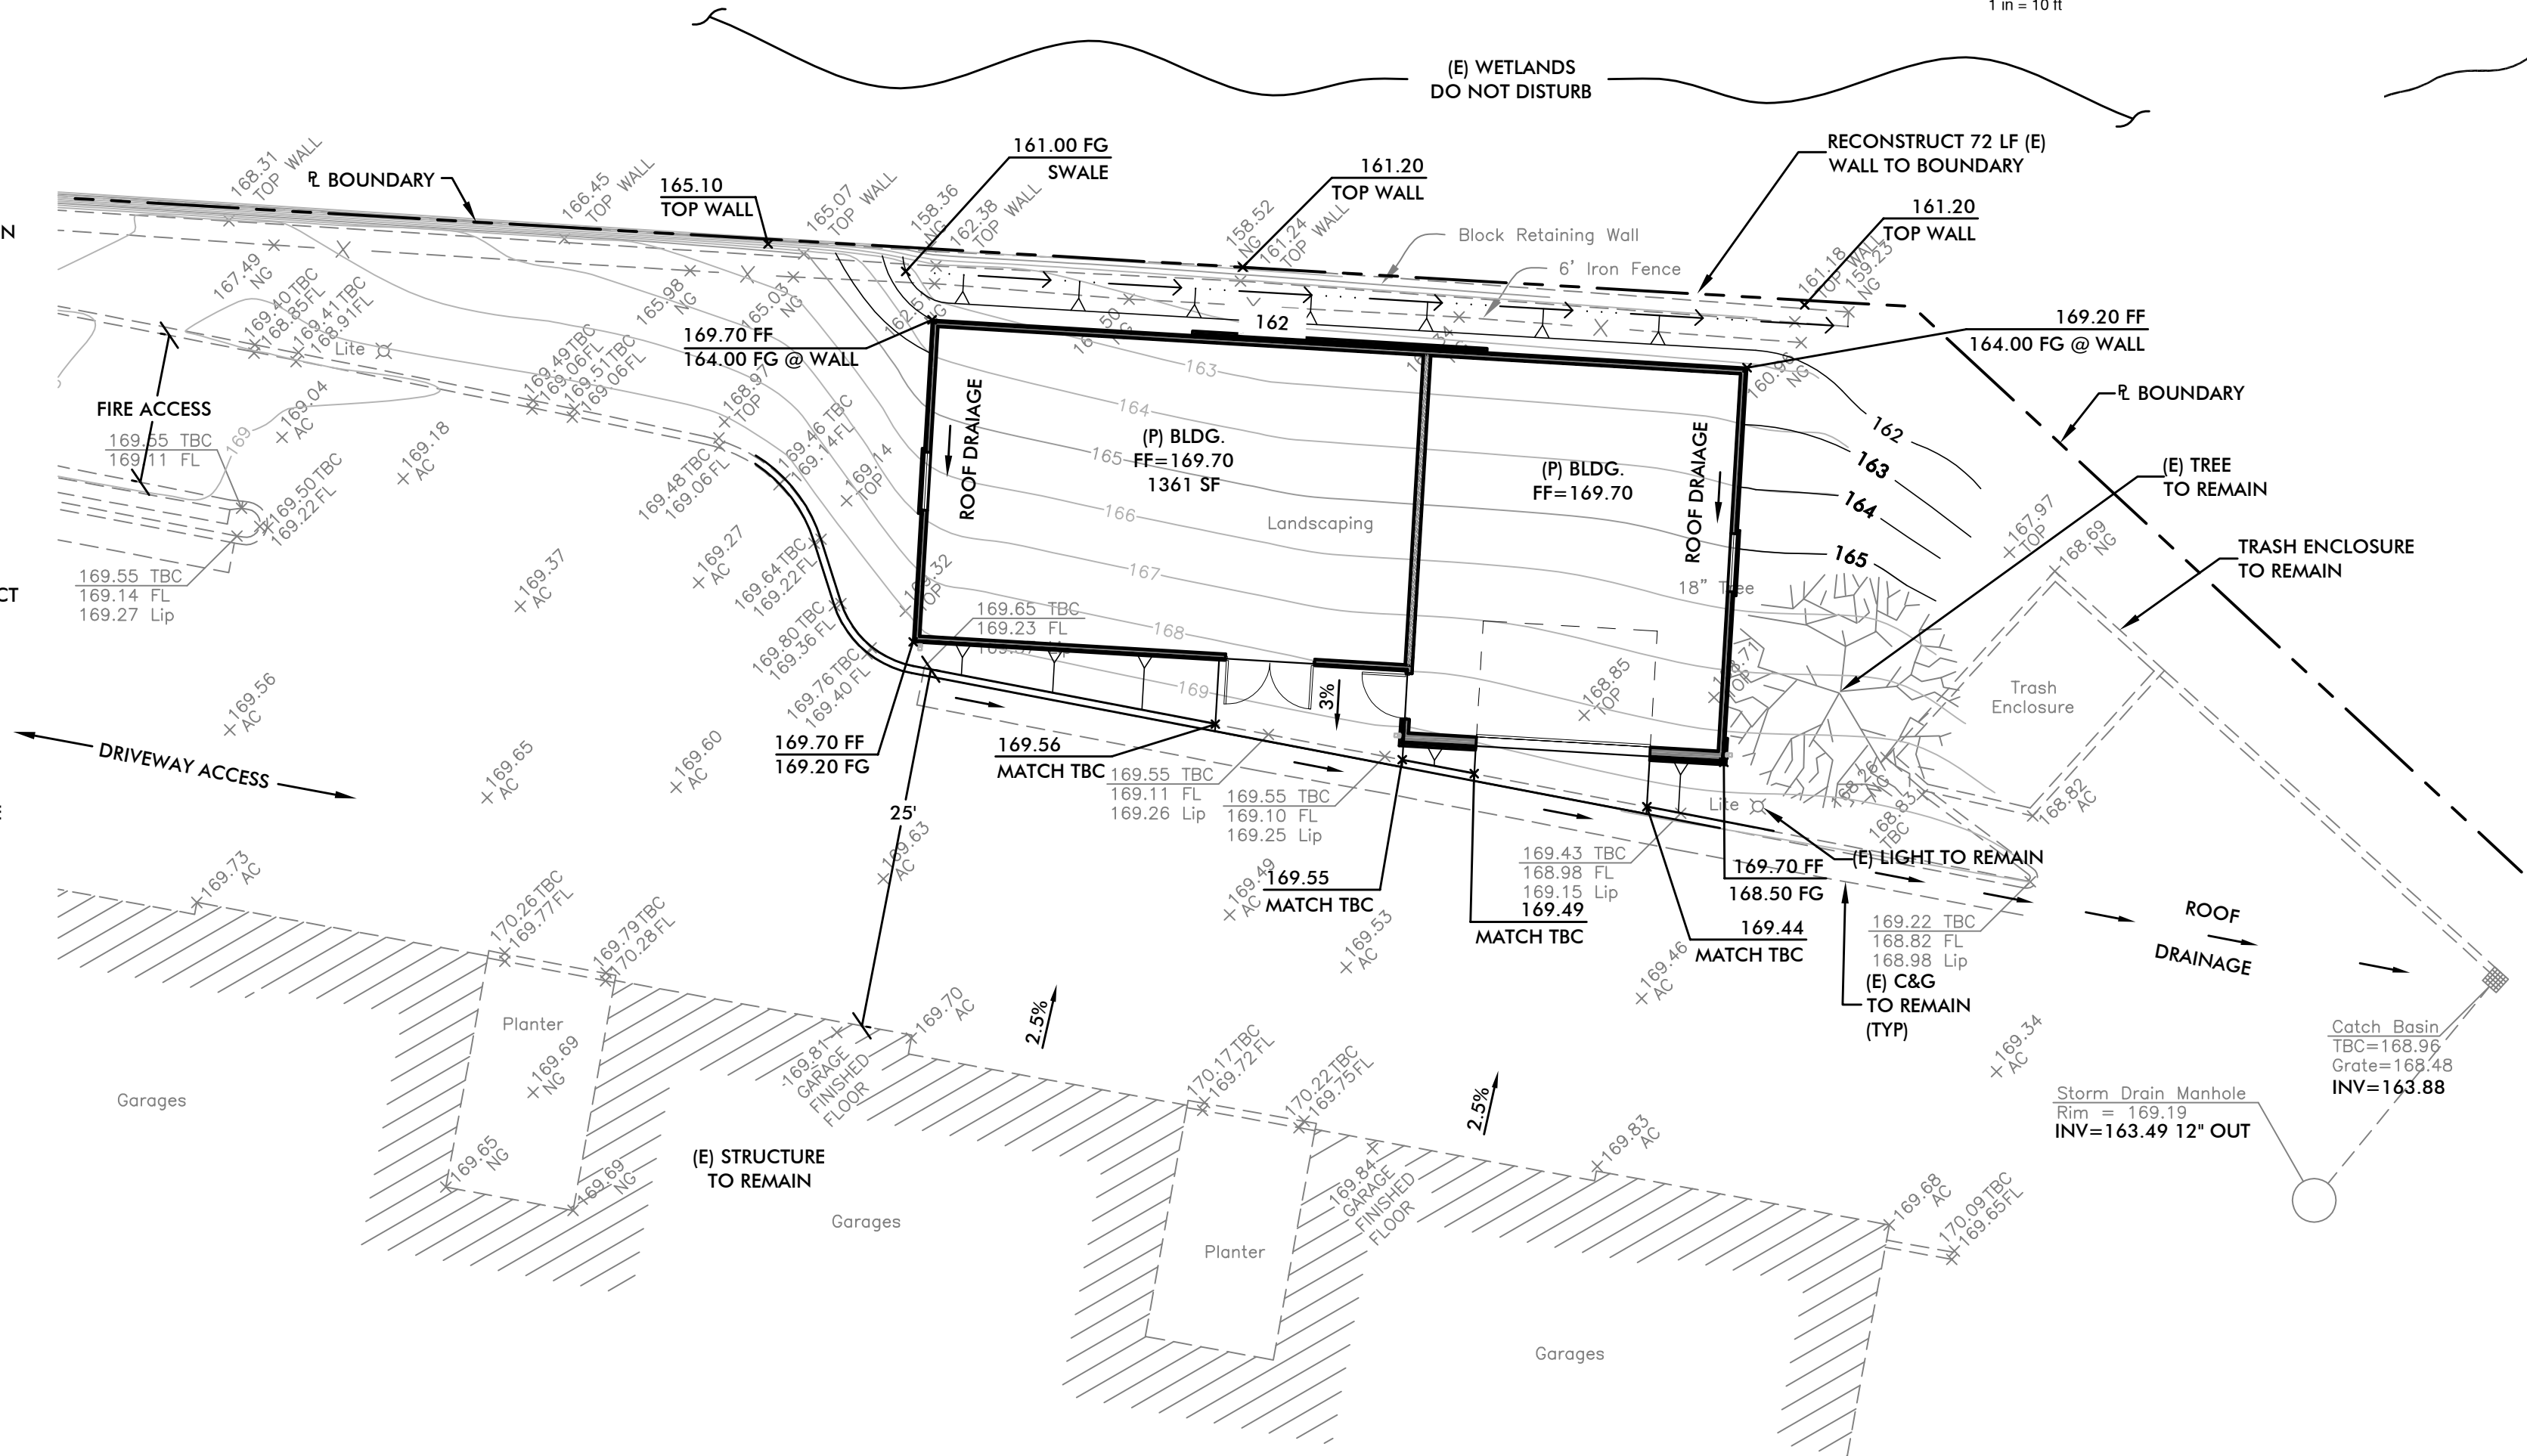 1 in = 10 ft
(E) WETLANDS
DO NOT DISTURB
RECONSTRUCT 72 LF (E)
WALL TO BOUNDARY
161.00 FG
SWALE
161.20
TOP WALL
161.20
TOP WALL
165.10
TOP WALL
℄ BOUNDARY
168.31
TOP WALL
166.45
TOP WALL
165.07
TOP WALL
158.36
NG
162.38
TOP WALL
158.52
NG
161.24
TOP WALL
161.18
TOP WALL
159.23
NG
Block Retaining Wall
6' Iron Fence
N
167.49
NG
169.40 TBC
168.85 FL
169.41 TBC
168.91 FL
Lite
165.98
NG
165.03
NG
162
169.70 FF
164.00 FG @ WALL
169.20 FF
164.00 FG @ WALL
160.96
NG
169.49 TBC
169.06 FL
169.51 TBC
169.06 FL
168.97
TOP
169.46 TBC
169.14 FL
169.14
TOP
169.48 TBC
169.06 FL
FIRE ACCESS
169.04
AC
169.18
AC
169
169.55 TBC
169.11 FL
169.50 TBC
169.22 FL
163
164
165
166
167
168
169
162
163
164
165
℄ BOUNDARY
ROOF DRAIAGE
(P) BLDG.
FF=169.70
1361 SF
(P) BLDG.
FF=169.70
ROOF DRAIAGE
Landscaping
18" Tree
(E) TREE
TO REMAIN
TRASH ENCLOSURE
TO REMAIN
167.97
TOP
168.69
NG
CT
169.55 TBC
169.14 FL
169.27 Lip
169.37
AC
169.27
AC
169.64 TBC
169.22 FL
169.80 TBC
169.36 FL
169.76 TBC
169.40 FL
169.65 TBC
169.23 FL
3%
168.85
TOP
Trash
Enclosure
169.56
AC
169.65
AC
169.60
AC
DRIVEWAY ACCESS
169.70 FF
169.20 FG
169.56
MATCH TBC
169.55 TBC
169.11 FL
169.26 Lip
169.55 TBC
169.10 FL
169.25 Lip
25'
169.63
AC
169.49
AC
169.55
MATCH TBC
169.43 TBC
168.98 FL
169.15 Lip
169.49
MATCH TBC
169.44
MATCH TBC
169.70 FF
168.50 FG
Lite
(E) LIGHT TO REMAIN
168.26
NG
168.83
TBC
168.82
AC
169.22 TBC
168.82 FL
168.98 Lip
(E) C&G
TO REMAIN
(TYP)
ROOF
DRAINAGE
169.73
AC
170.26 TBC
169.77 FL
169.79 TBC
170.28 FL
169.53
AC
169.46
AC
169.34
AC
Planter
169.69
NG
169.81
GARAGE
FINISHED
FLOOR
169.70
AC
2.5%
2.5%
170.17 TBC
169.72 FL
170.22 TBC
169.75 FL
Catch Basin
TBC=168.96
Grate=168.48
INV=163.88
Storm Drain Manhole
Rim = 169.19
INV=163.49 12" OUT
Garages
169.65
NG
169.69
NG
(E) STRUCTURE
TO REMAIN
Garages
169.84
GARAGE
FINISHED
FLOOR
169.83
AC
169.68
AC
170.09 TBC
169.65 FL
Planter
Garages